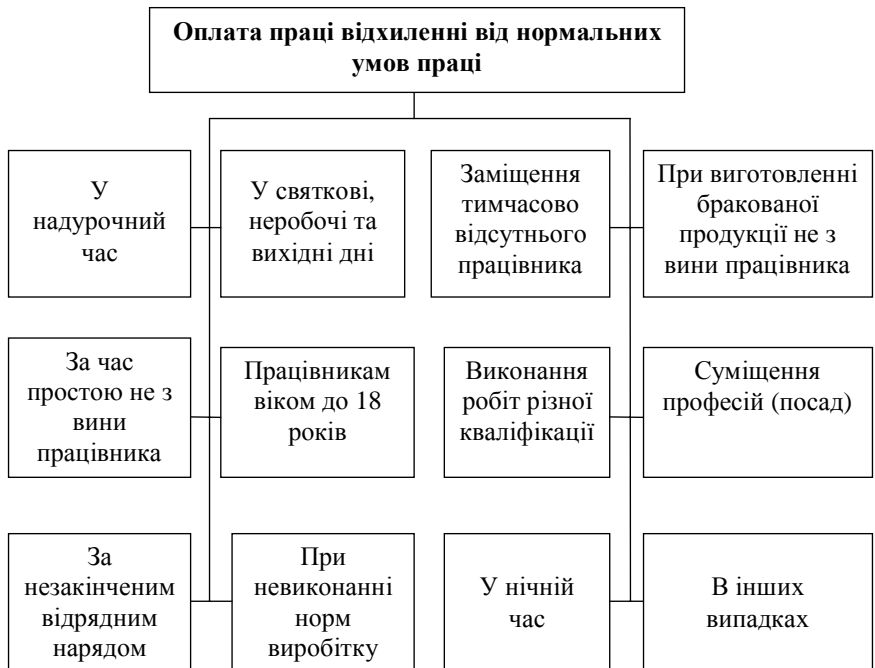 Оплата праці відхиленні від нормальних
умов праці
У
надурочний
час
У святкові,
неробочі та
вихідні дні
Заміщення
тимчасово
відсутнього
працівника
При виготовленні
бракованої
продукції не з
вини працівника
За час
простою не з
вини
працівника
Працівникам
віком до 18
років
Виконання
робіт різної
кваліфікації
Суміщення
професій (посад)
За
незакінченим
відрядним
нарядом
При
невиконанні
норм
виробітку
У нічній
час
В інших
випадках